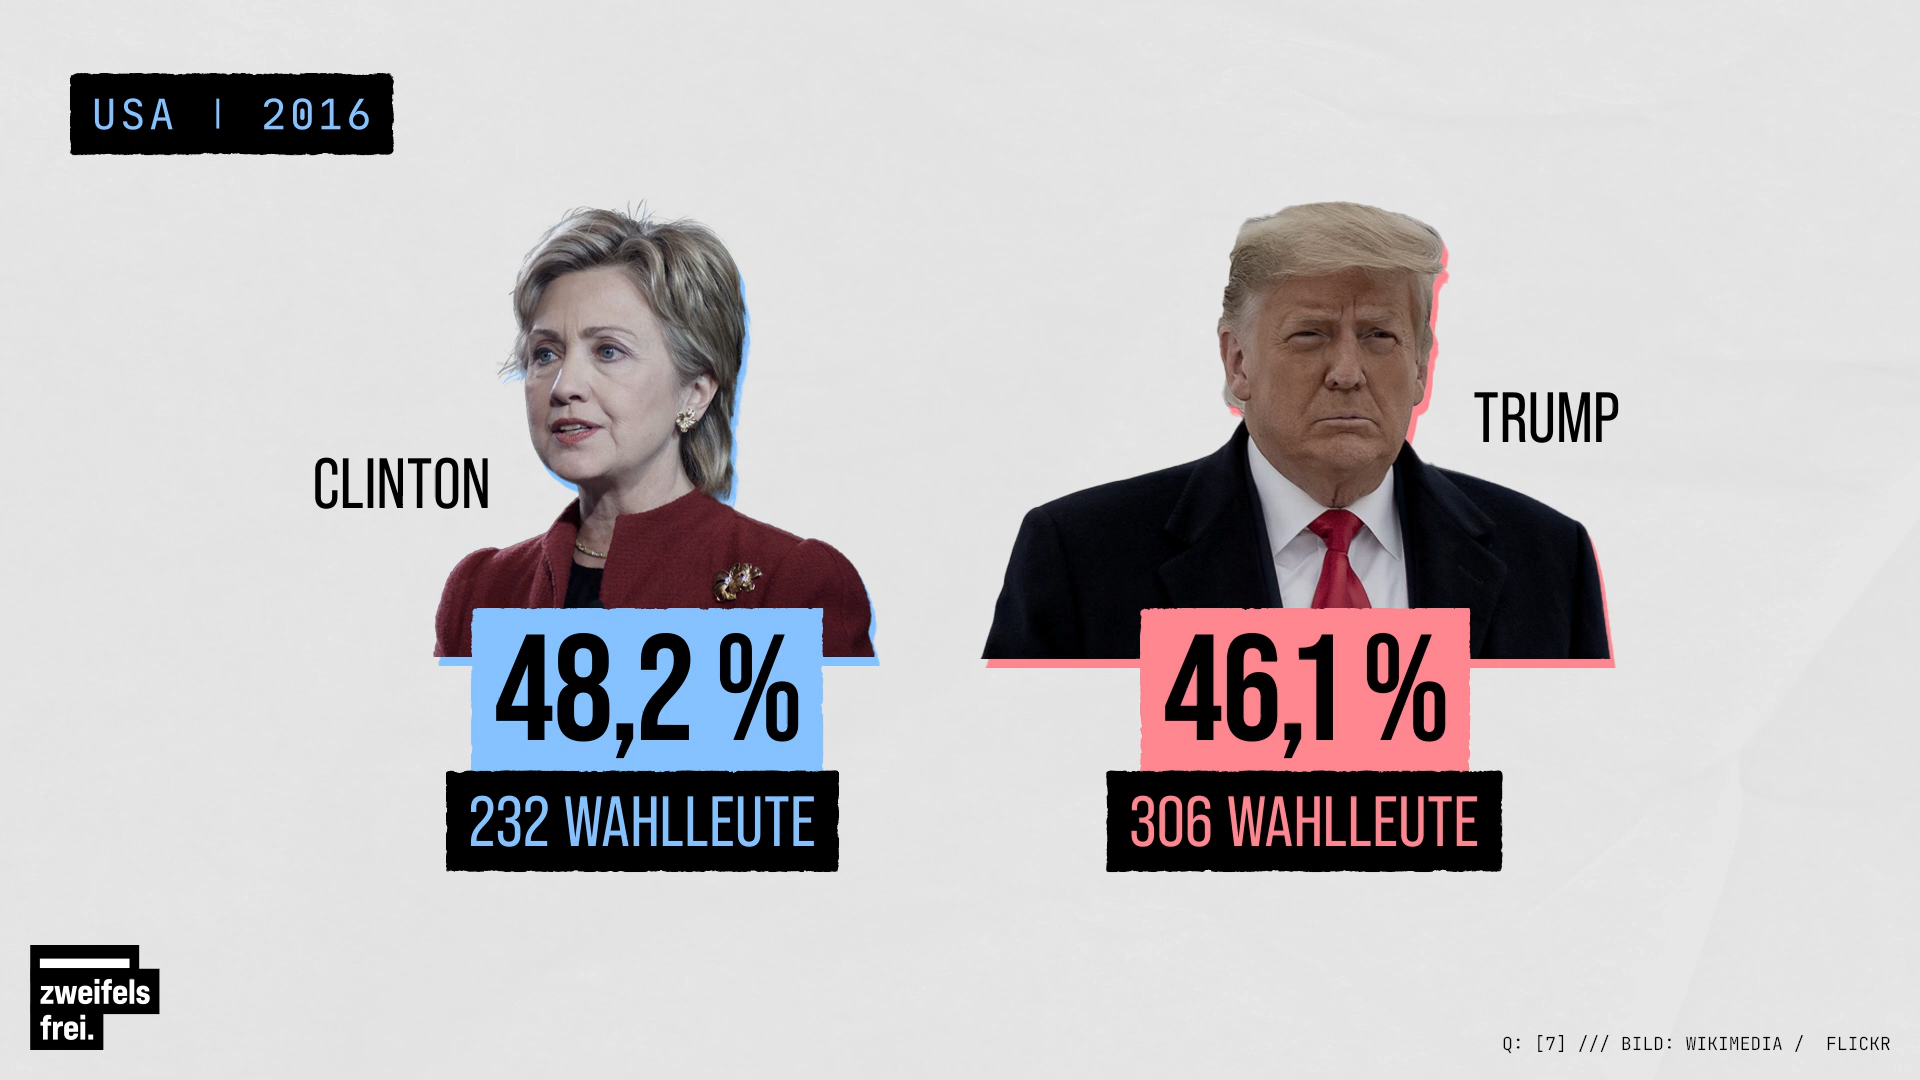 USA | 2016
CLINTON
TRUMP
48,2 %
46,1 %
232 WAHLLEUTE
306 WAHLLEUTE
zweifels
frei.
Q: [7] /// BILD: WIKIMEDIA / FLICKR